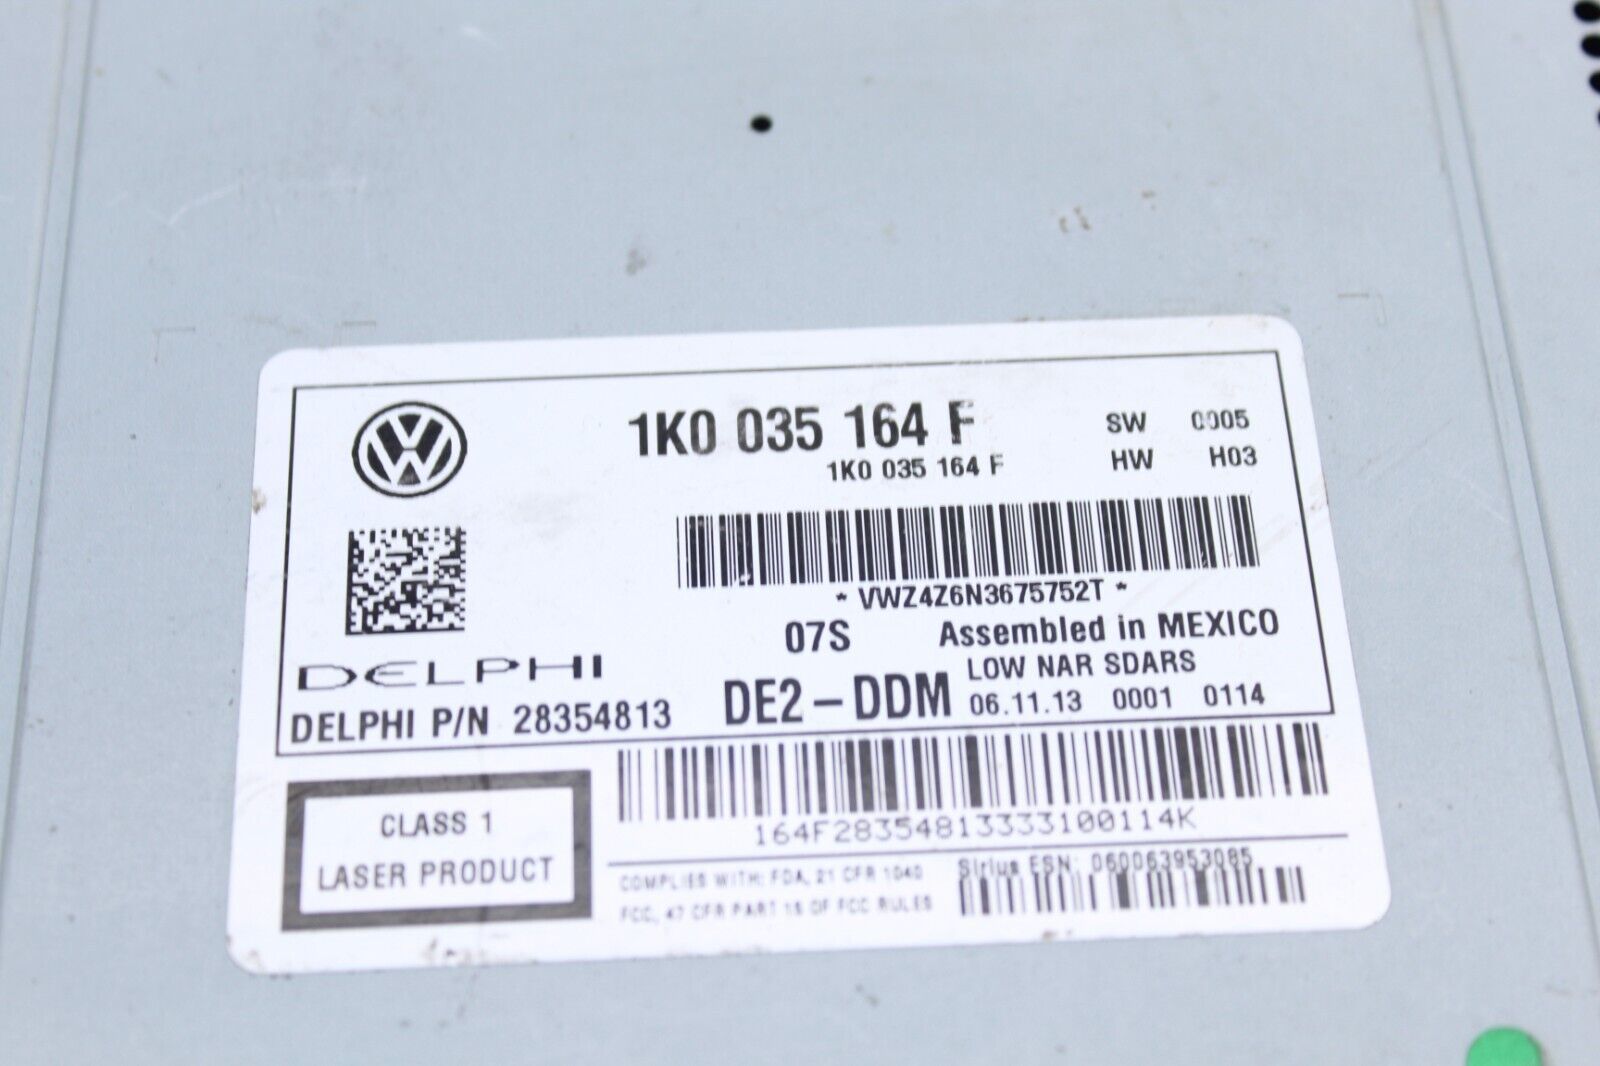 1K0 035 164 F SW 0005
1K0 035 164 F HW H03
* VWZ4Z6N3675752T *
07S Assembled in MEXICO
DELPHI LOW NAR SDARS
DELPHI P/N 28354813 DE2-DDM 06.11.13 0001 0114
CLASS 1
LASER PRODUCT
164F28354813333100114K
COMPLIES WITH: FDA, 21 CFR 1040
FCC, 47 CFR PART 15 OF FCC RULES
Sirius ESN: 060063953085